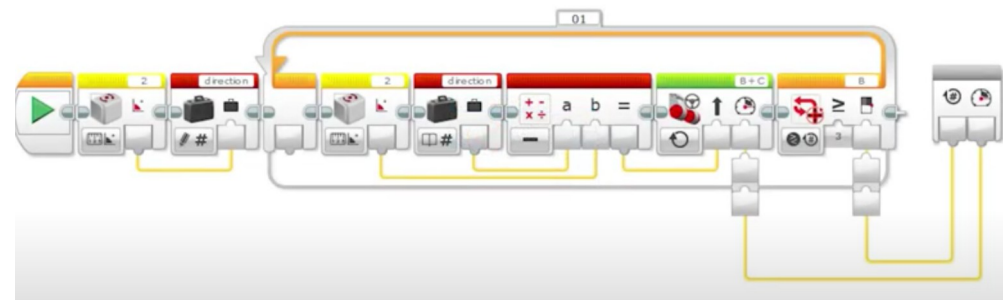 01
2
direction
2
direction
B + C
B
a b =
#
#
≥
3